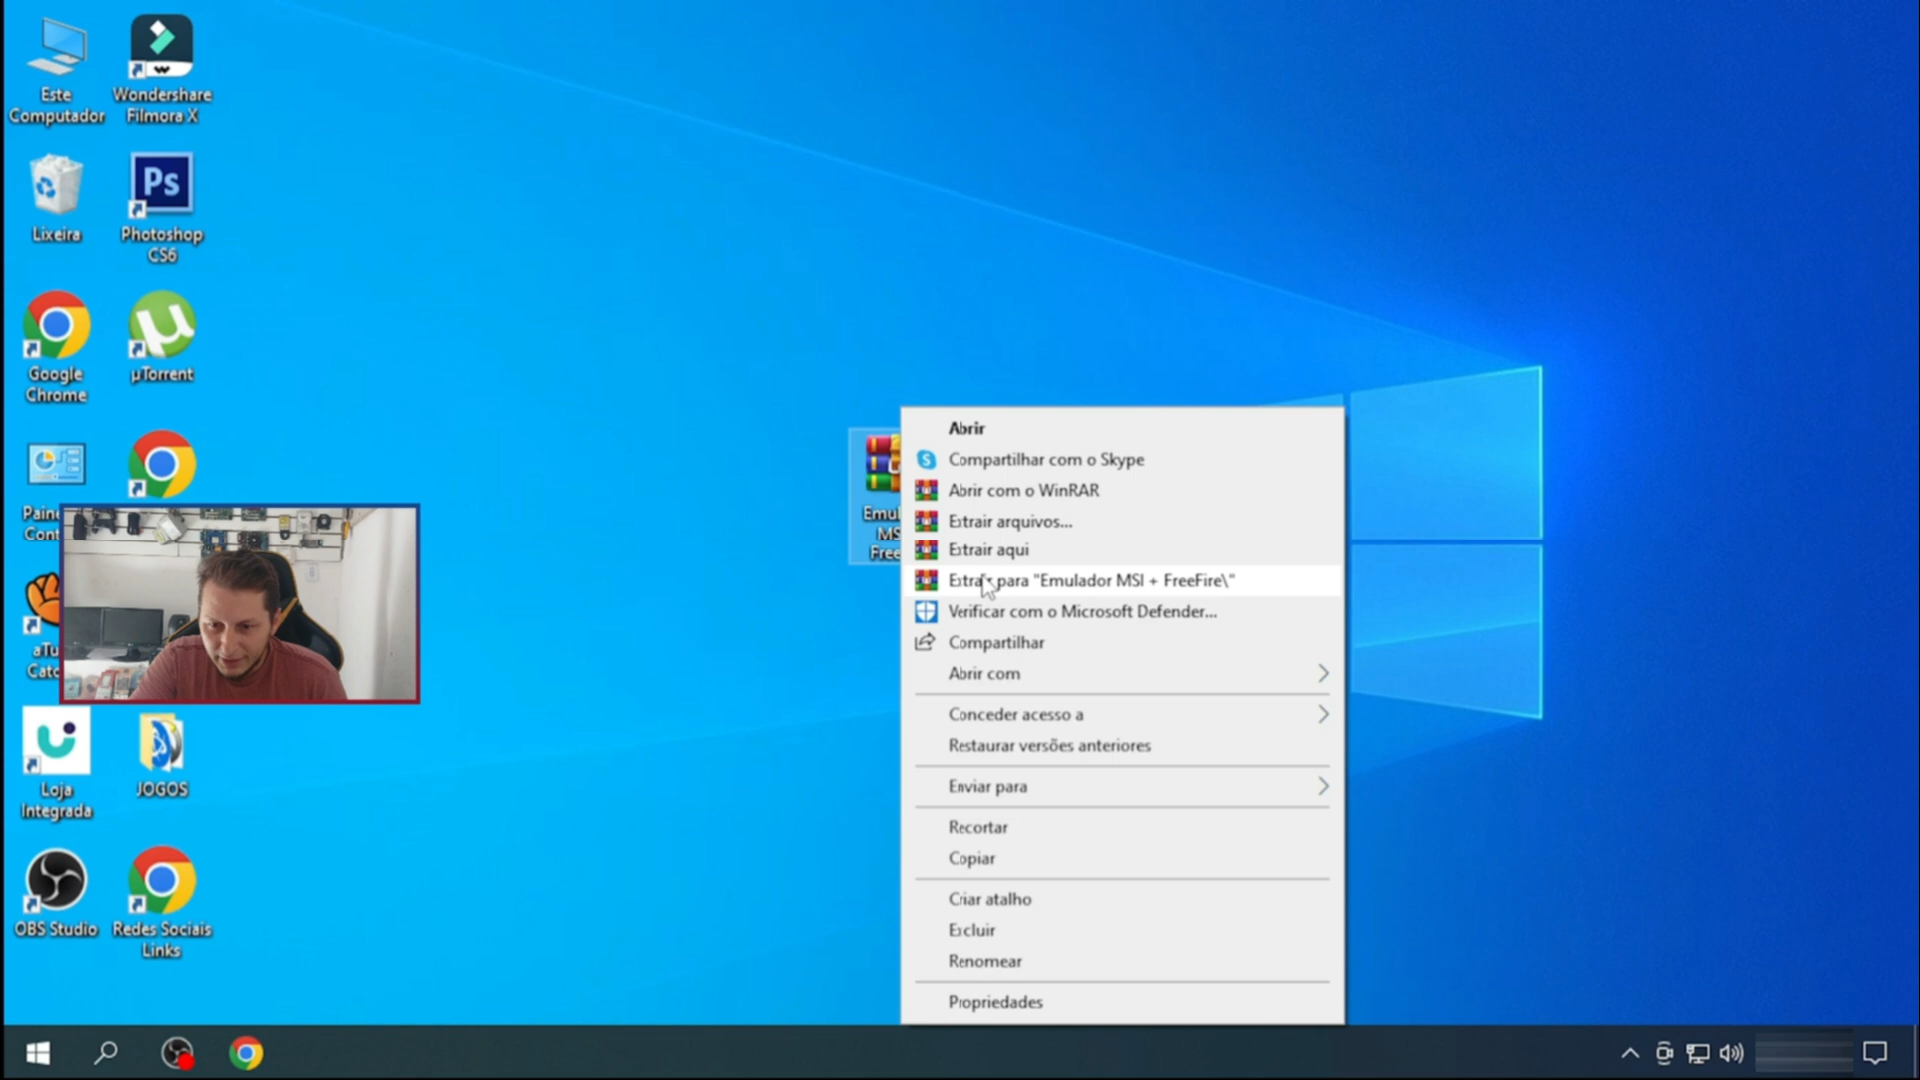 Este
Computador
Wondershare
Filmora X
Lixeira
Ps
Photoshop
CS6
Google
Chrome
µTorrent
Loja
Integrada
JOGOS
OBS Studio
Redes Sociais
Links
Abrir
Compartilhar com o Skype
Abrir com o WinRAR
Extrair arquivos...
Extrair aqui
Extrair para "Emulador MSI + FreeFire\"
Verificar com o Microsoft Defender...
Compartilhar
Abrir com
Conceder acesso a
Restaurar versões anteriores
Enviar para
Recortar
Copiar
Criar atalho
Excluir
Renomear
Propriedades